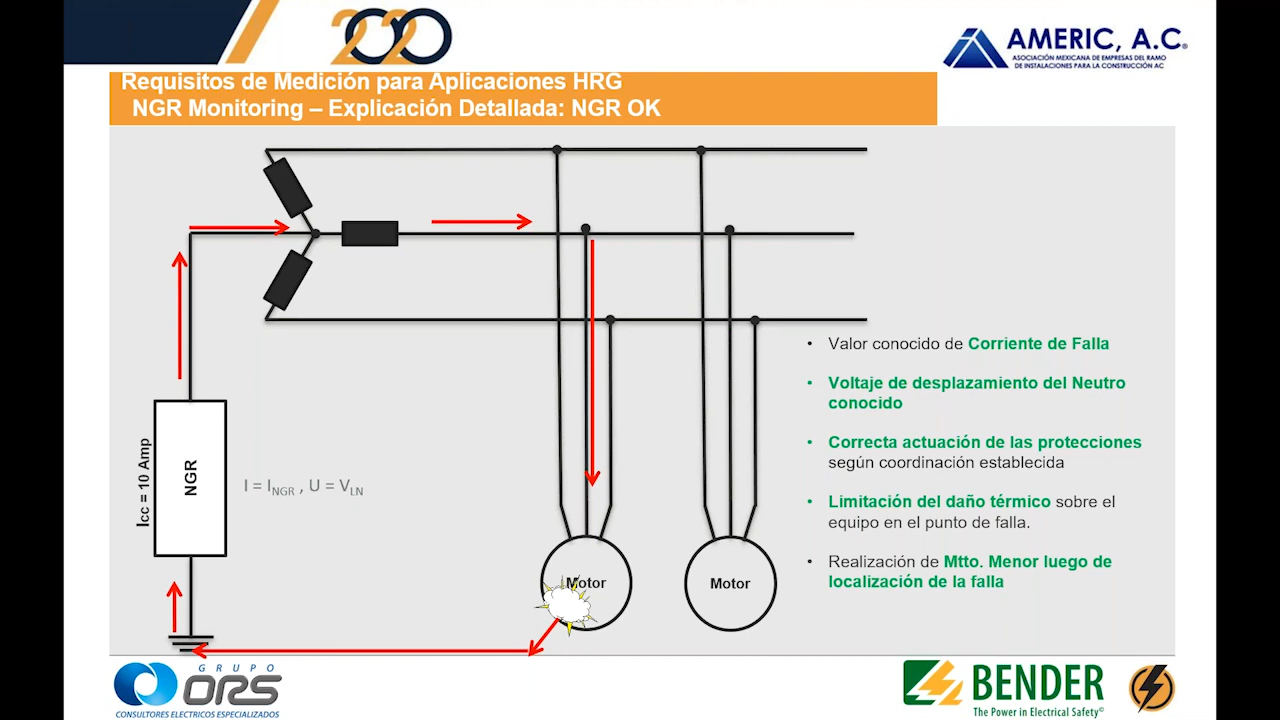 2020
AMERIC, A.C.®
ASOCIACIÓN MEXICANA DE EMPRESAS DEL RAMO
DE INSTALACIONES PARA LA CONSTRUCCIÓN AC
Requisitos de Medición para Aplicaciones HRG
NGR Monitoring – Explicación Detallada: NGR OK
• Valor conocido de Corriente de Falla
• Voltaje de desplazamiento del Neutro
conocido
• Correcta actuación de las protecciones
según coordinación establecida
• Limitación del daño térmico sobre el
equipo en el punto de falla.
• Realización de Mtto. Menor luego de
localización de la falla
Icc = 10 Amp
NGR
I = INGR , U = VLN
Motor
Motor
GRUPO
ORS
CONSULTORES ELECTRICOS ESPECIALIZADOS
BENDER
The Power in Electrical Safety©